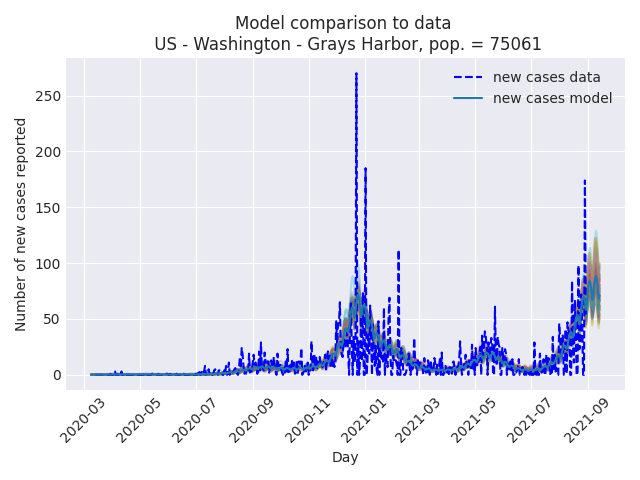 Model comparison to data
US - Washington - Grays Harbor, pop. = 75061
new cases data
new cases model
Number of new cases reported
250
200
150
100
50
0
2020-03
2020-05
2020-07
2020-09
2020-11
2021-01
2021-03
2021-05
2021-07
2021-09
Day